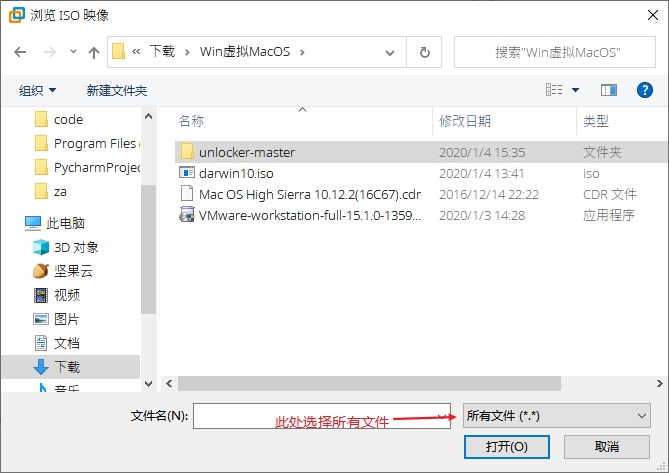 浏览 ISO 映像
« 下载 › Win虚拟MacOS ›
搜索"Win虚拟MacOS"
组织 新建文件夹
名称 修改日期 类型
code
Program Files (
PycharmProjec
za
此电脑
3D 对象
坚果云
视频
图片
文档
下载
音乐
unlocker-master 2020/1/4 15:35 文件夹
darwin10.iso 2020/1/4 13:41 iso
Mac OS High Sierra 10.12.2(16C67).cdr 2016/12/14 22:22 CDR 文件
VMware-workstation-full-15.1.0-1359... 2020/1/3 14:28 应用程序
文件名(N):
此处选择所有文件
所有文件 (*.*)
打开(O) 取消